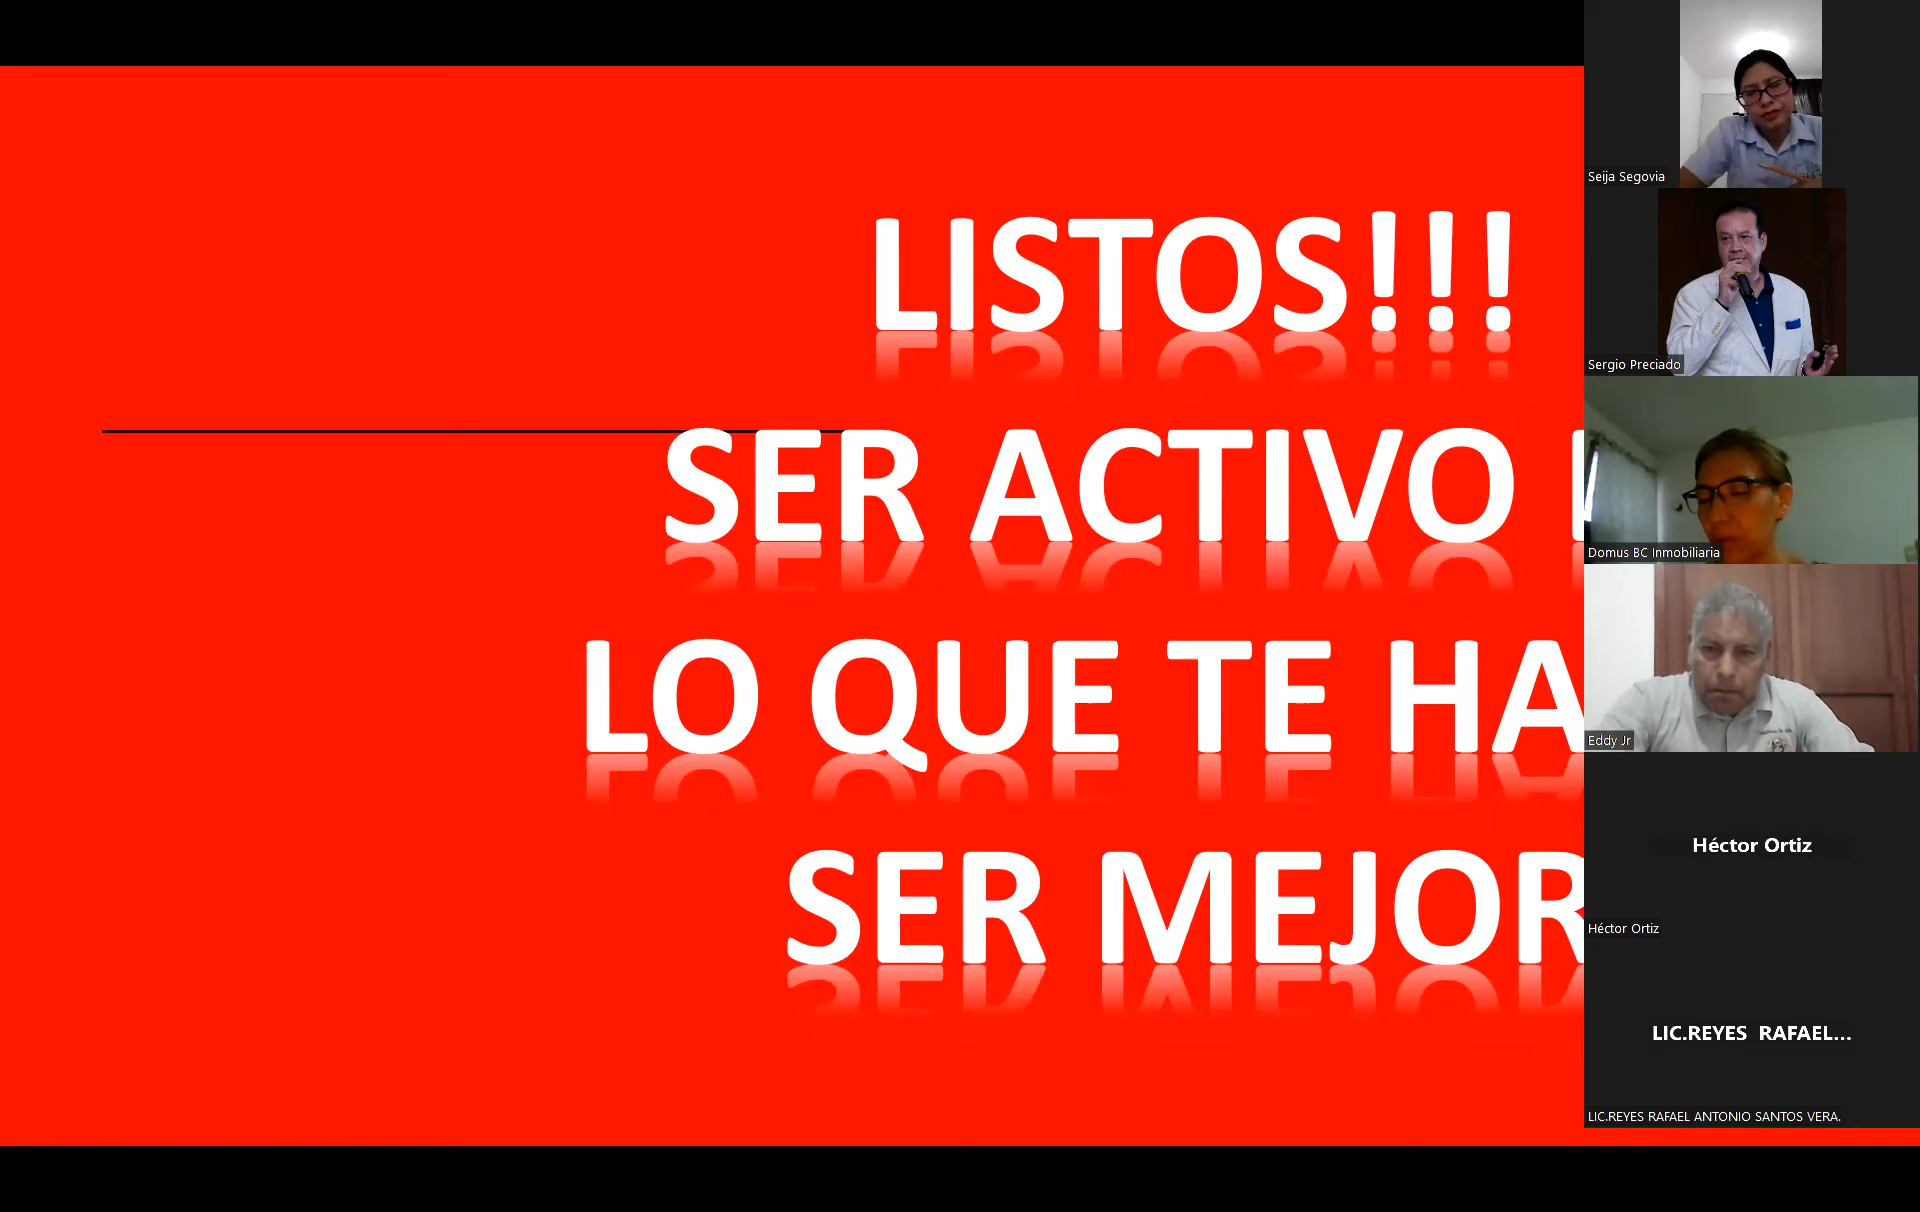 LISTOS!!!
SER ACTIVO
LO QUE TE HA
SER MEJOR
Seija Segovia
Sergio Preciado
Domus BC Inmobiliaria
Eddy Jr
Héctor Ortiz
Héctor Ortiz
LIC.REYES RAFAEL...
LIC.REYES RAFAEL ANTONIO SANTOS VERA.